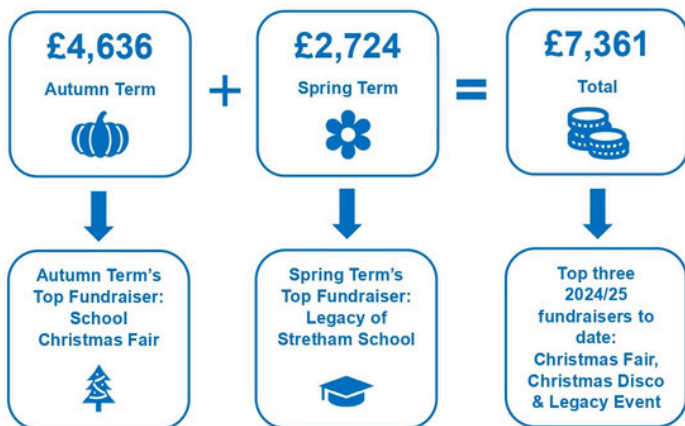 £4,636
Autumn Term
+
£2,724
Spring Term
=
£7,361
Total
Autumn Term's
Top Fundraiser:
School
Christmas Fair
Spring Term's
Top Fundraiser:
Legacy of
Stretham School
Top three
2024/25
fundraisers to
date:
Christmas Fair,
Christmas Disco
& Legacy Event